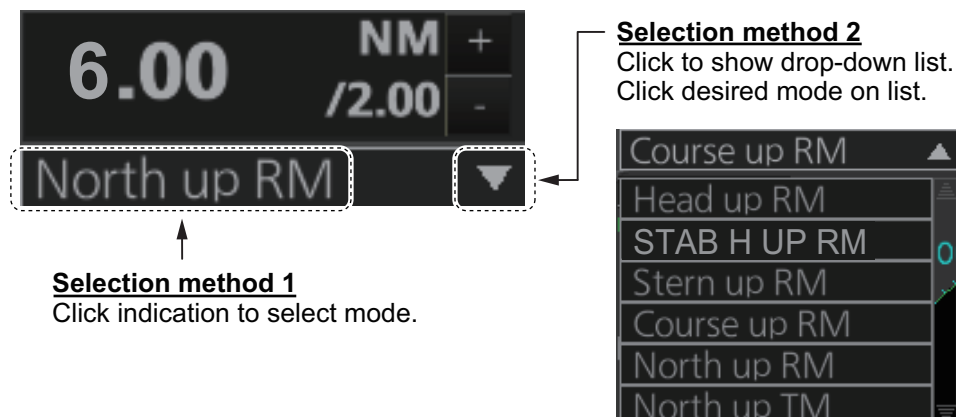 6.00
NM
+
/2.00
-
North up RM
Selection method 1
Click indication to select mode.
Selection method 2
Click to show drop-down list.
Click desired mode on list.
Course up RM
Head up RM
STAB H UP RM
Stern up RM
Course up RM
North up RM
North up TM
0